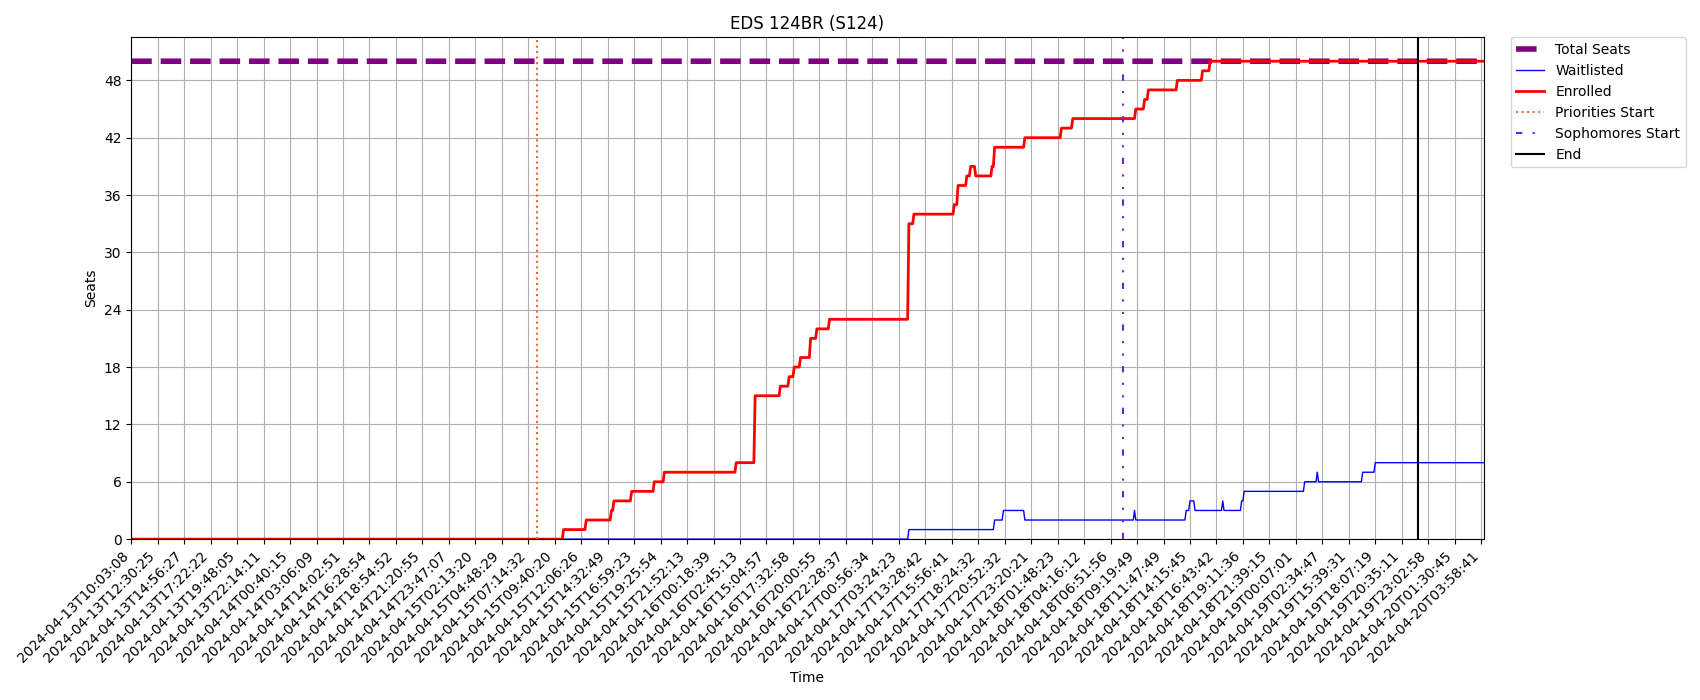 EDS 124BR (S124)
Total Seats
Waitlisted
Enrolled
Priorities Start
Sophomores Start
End
48
42
36
30
24
18
12
6
0
Seats
2024-04-13T10:03:08
2024-04-13T12:30:25
2024-04-13T14:56:27
2024-04-13T17:22:22
2024-04-13T19:48:05
2024-04-13T22:14:11
2024-04-14T00:40:15
2024-04-14T03:06:09
2024-04-14T14:02:51
2024-04-14T16:28:54
2024-04-14T18:54:52
2024-04-14T21:20:55
2024-04-14T23:47:07
2024-04-15T02:13:20
2024-04-15T04:48:29
2024-04-15T07:14:32
2024-04-15T09:40:20
2024-04-15T12:06:26
2024-04-15T14:32:49
2024-04-15T16:59:23
2024-04-15T19:25:54
2024-04-15T21:52:13
2024-04-16T00:18:39
2024-04-16T02:45:13
2024-04-16T15:04:57
2024-04-16T17:32:58
2024-04-16T20:00:55
2024-04-16T22:28:37
2024-04-17T00:56:34
2024-04-17T03:24:23
2024-04-17T13:28:42
2024-04-17T15:56:41
2024-04-17T18:24:32
2024-04-17T20:52:32
2024-04-17T23:20:21
2024-04-18T01:48:23
2024-04-18T04:16:12
2024-04-18T06:51:56
2024-04-18T09:19:49
2024-04-18T11:47:49
2024-04-18T14:15:45
2024-04-18T16:43:42
2024-04-18T19:11:36
2024-04-18T21:39:15
2024-04-19T00:07:01
2024-04-19T02:34:47
2024-04-19T15:39:31
2024-04-19T18:07:19
2024-04-19T20:35:11
2024-04-19T23:02:58
2024-04-20T01:30:45
2024-04-20T03:58:41
Time